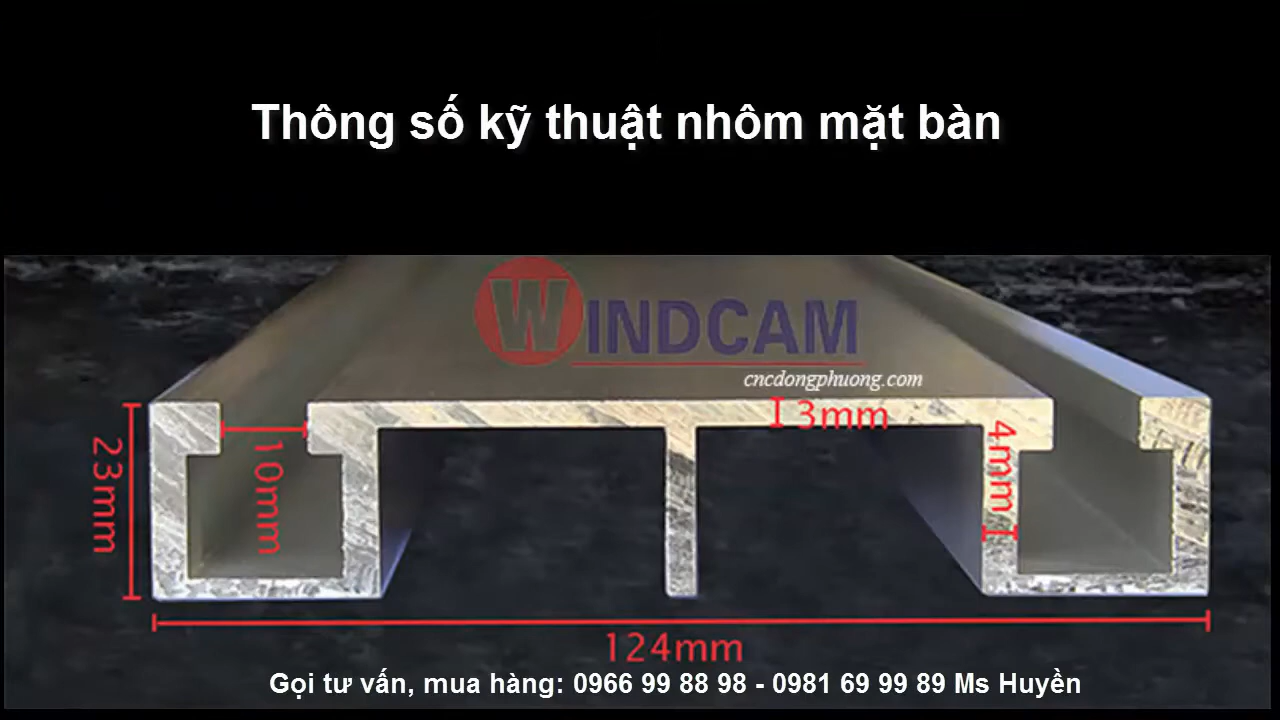 Thông số kỹ thuật nhôm mặt bàn
WINDCAM
cncdongphuong.com
3mm
4mm
10mm
23mm
124mm
Gọi tư vấn, mua hàng: 0966 99 88 98 - 0981 69 99 89 Ms Huyền